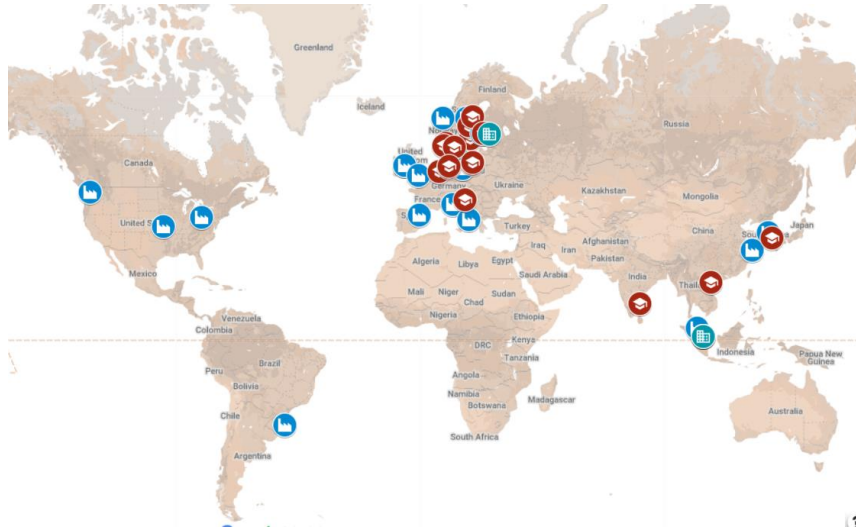 Greenland
Iceland
Finland
Russia
Canada
United
Germany
Ukraine
Kazakhstan
Mongolia
France
United S
Turkey
China
Japan
Iraq
Iran
Afghanistan
Pakistan
Mexico
Algeria
Libya
Egypt
Saudi Arabia
India
Mali
Niger
Chad
Sudan
Thail
Venezuela
Colombia
Nigeria
Ethiopia
DRC
Kenya
Indonesia
Papua New
Guinea
Peru
Brazil
Tanzania
Bolivia
Angola
Namibia
Botswana
Madagascar
Chile
Australia
South Africa
Argentina